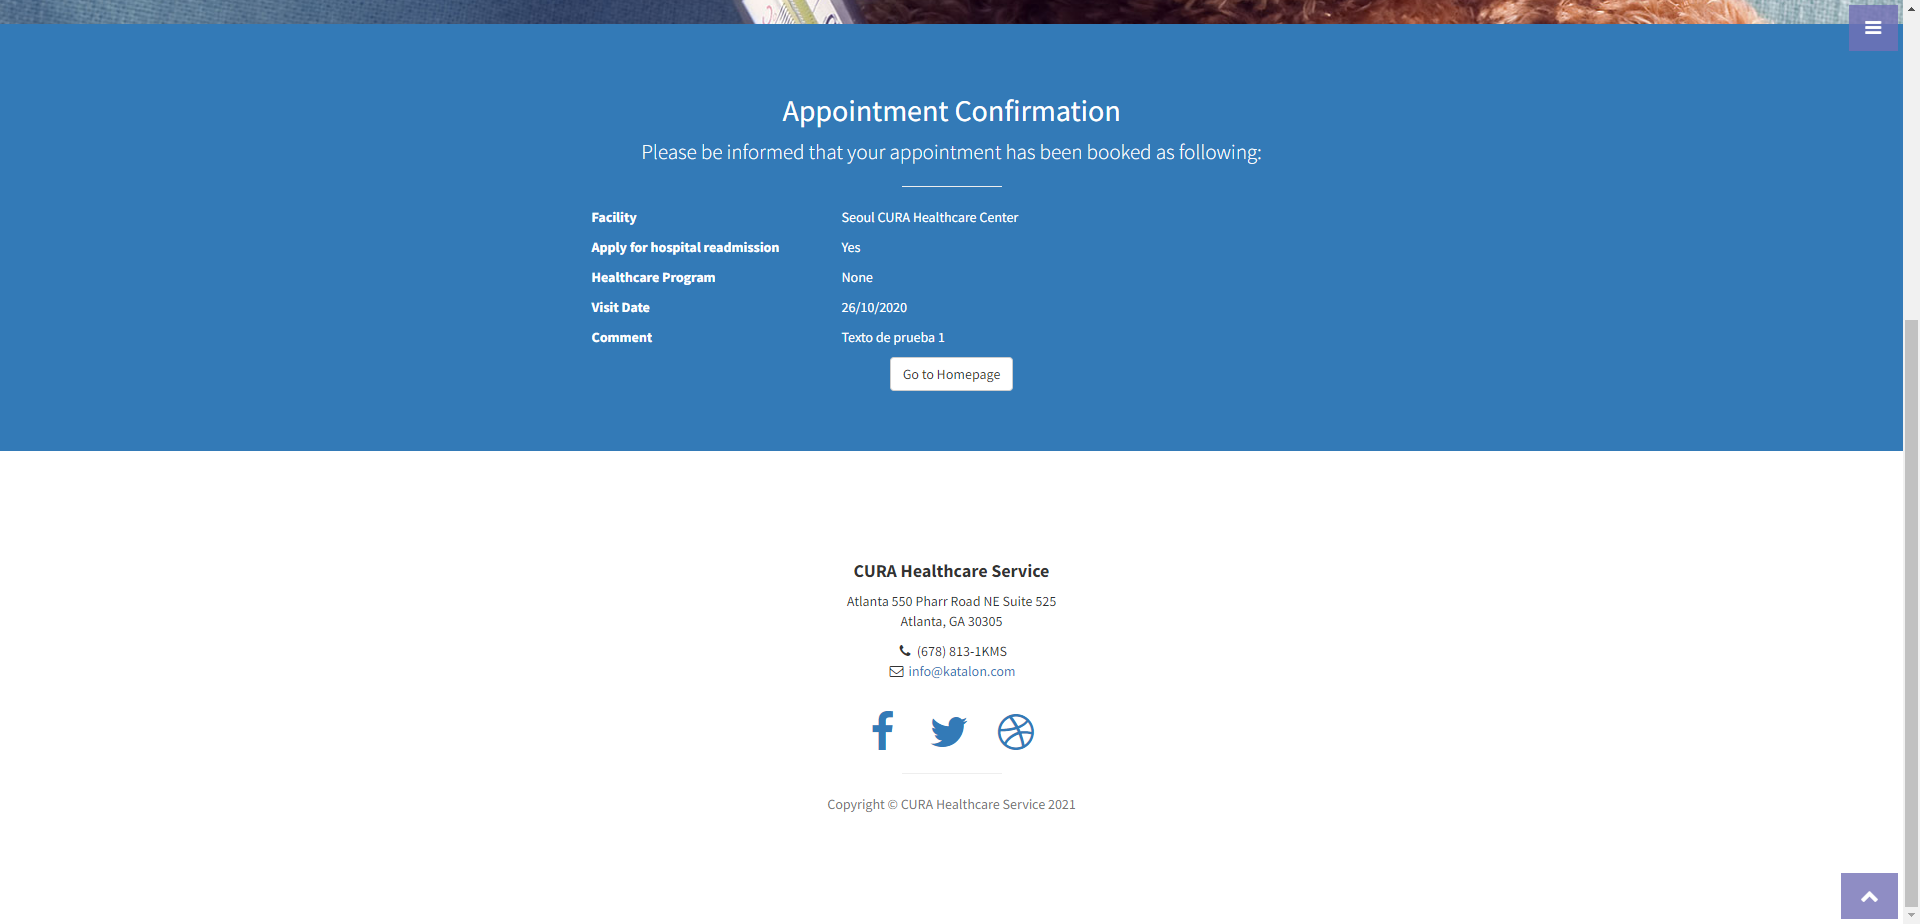 Appointment Confirmation
Please be informed that your appointment has been booked as following:
Facility Seoul CURA Healthcare Center
Apply for hospital readmission Yes
Healthcare Program None
Visit Date 26/10/2020
Comment Texto de prueba 1
Go to Homepage
CURA Healthcare Service
Atlanta 550 Pharr Road NE Suite 525
Atlanta, GA 30305
(678) 813-1KMS
info@katalon.com
Copyright © CURA Healthcare Service 2021